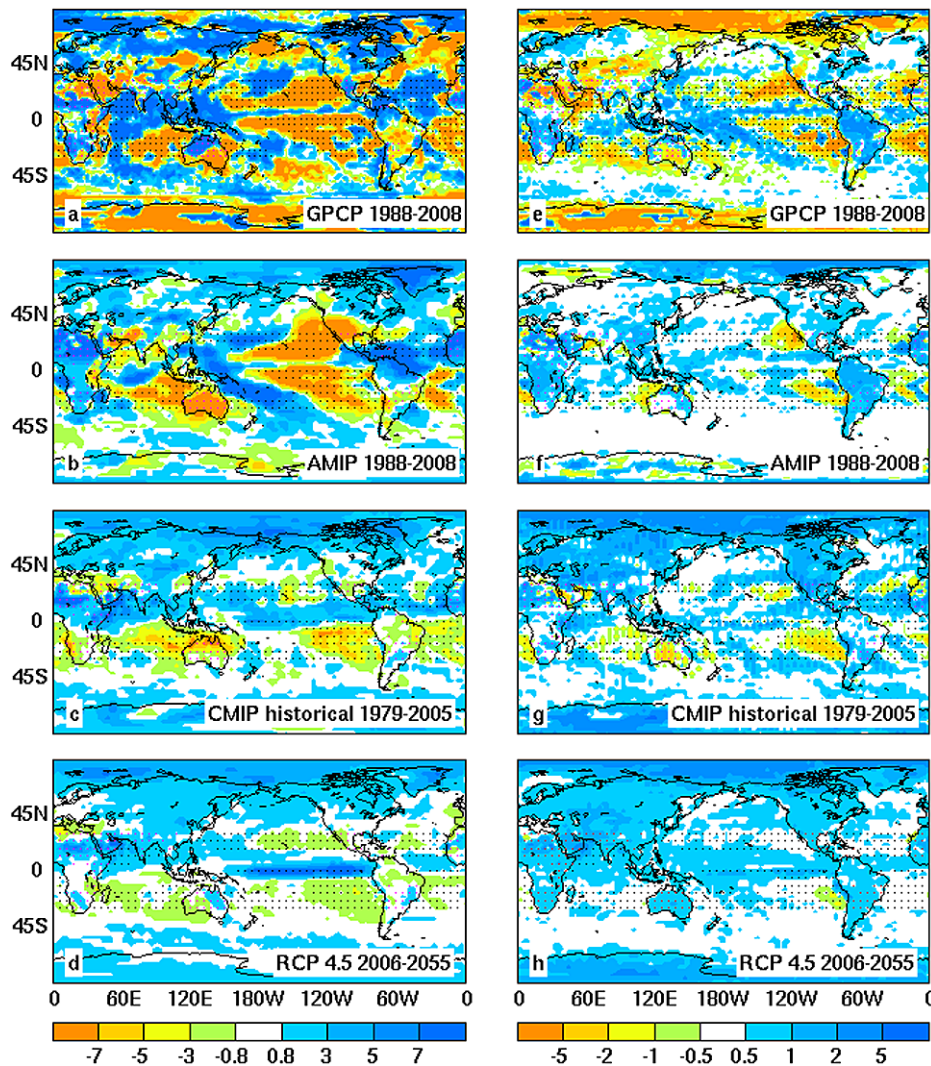 45N
0
45S
a
GPCP 1988-2008
e
GPCP 1988-2008
45N
0
45S
b
AMIP 1988-2008
f
AMIP 1988-2008
45N
0
45S
c
CMIP historical 1979-2005
g
CMIP historical 1979-2005
45N
0
45S
d
RCP 4.5 2006-2055
h
RCP 4.5 2006-2055
0 60E 120E 180W 120W 60W 0
0 60E 120E 180W 120W 60W
-7 -5 -3 -0.8 0.8 3 5 7
-5 -2 -1 -0.5 0.5 1 2 5